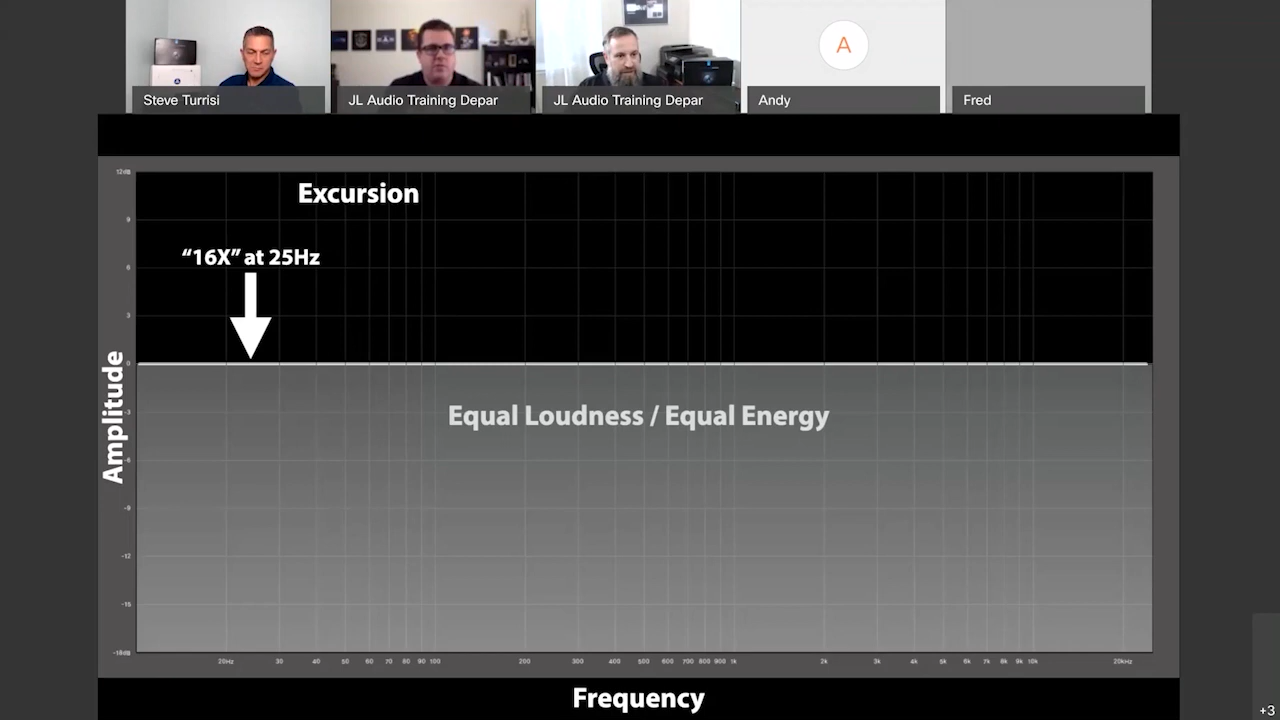 Steve Turrisi
JL Audio Training Depar
JL Audio Training Depar
A
Andy
Fred
Excursion
“16X” at 25Hz
Equal Loudness / Equal Energy
Amplitude
12dB
9
6
3
0
-3
-6
-9
-12
-15
-18dB
20Hz 30 40 50 60 70 80 90 100 200 300 400 500 600 700 800 900 1k 2k 3k 4k 5k 6k 7k 8k 9k 10k 20kHz
Frequency
+3